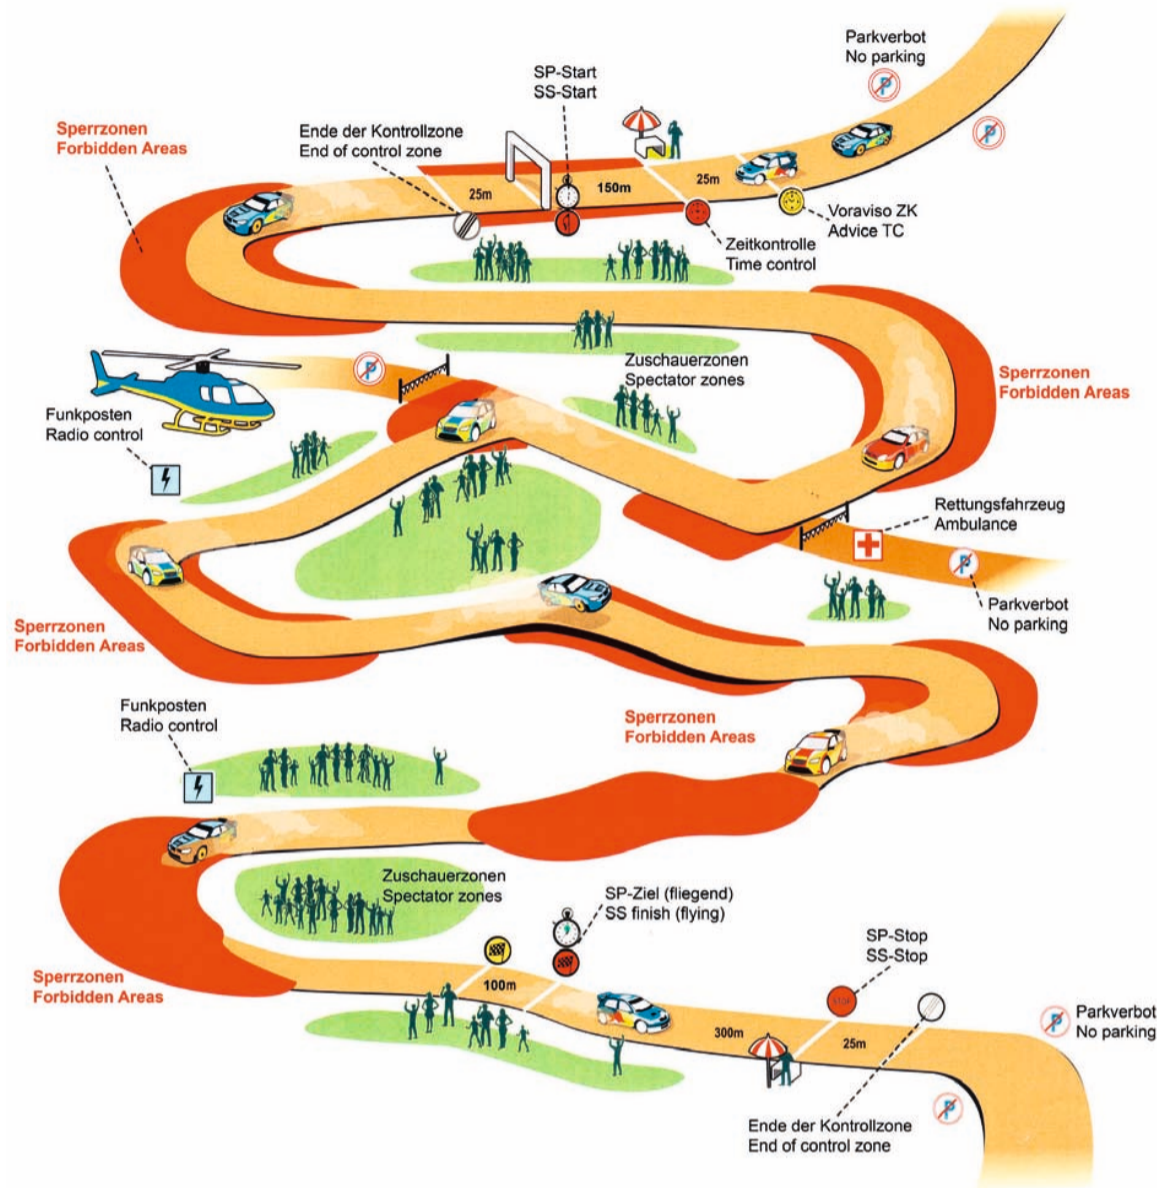 Parkverbot
No parking
P
P
SP-Start
SS-Start
Sperrzonen
Forbidden Areas
Ende der Kontrollzone
End of control zone
25m
150m
25m
Voraviso ZK
Advice TC
Zeitkontrolle
Time control
Zuschauerzonen
Spectator zones
P
Sperrzonen
Forbidden Areas
Funkposten
Radio control
Rettungsfahrzeug
Ambulance
P
Parkverbot
No parking
Sperrzonen
Forbidden Areas
Funkposten
Radio control
Sperrzonen
Forbidden Areas
Zuschauerzonen
Spectator zones
SP-Ziel (fliegend)
SS finish (flying)
SP-Stop
SS-Stop
Sperrzonen
Forbidden Areas
100m
STOP
300m
25m
P
Parkverbot
No parking
P
Ende der Kontrollzone
End of control zone